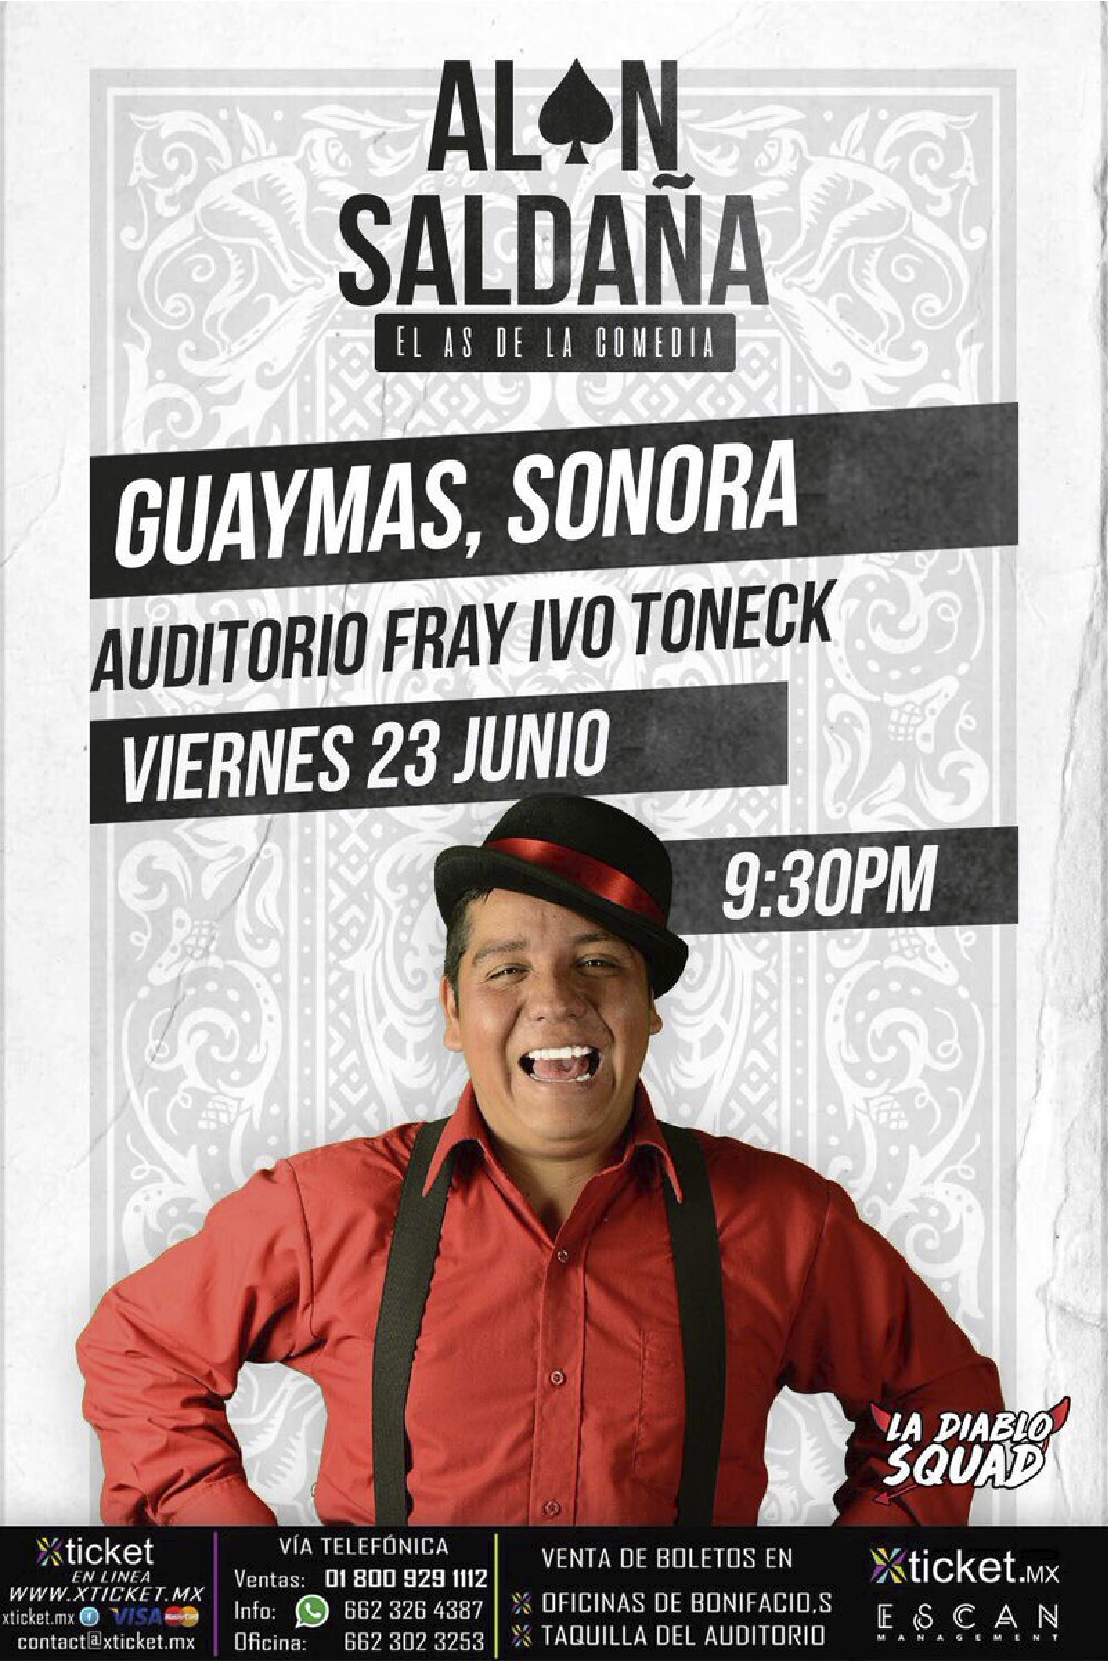 ALAN
SALDAÑA
EL AS DE LA COMEDIA
GUAYMAS, SONORA
AUDITORIO FRAY IVO TONECK
VIERNES 23 JUNIO
9:30PM
LA DIABLO
SQUAD
xticket
EN LINEA
WWW.XTICKET.MX
xticket.mx VISA MasterCard
contact@xticket.mx
VÍA TELEFÓNICA
Ventas: 01 800 929 1112
Info: 662 326 4387
Oficina: 662 302 3253
VENTA DE BOLETOS EN
OFICINAS DE BONIFACIO,S
TAQUILLA DEL AUDITORIO
xticket.MX
ESCAN
MANAGEMENT